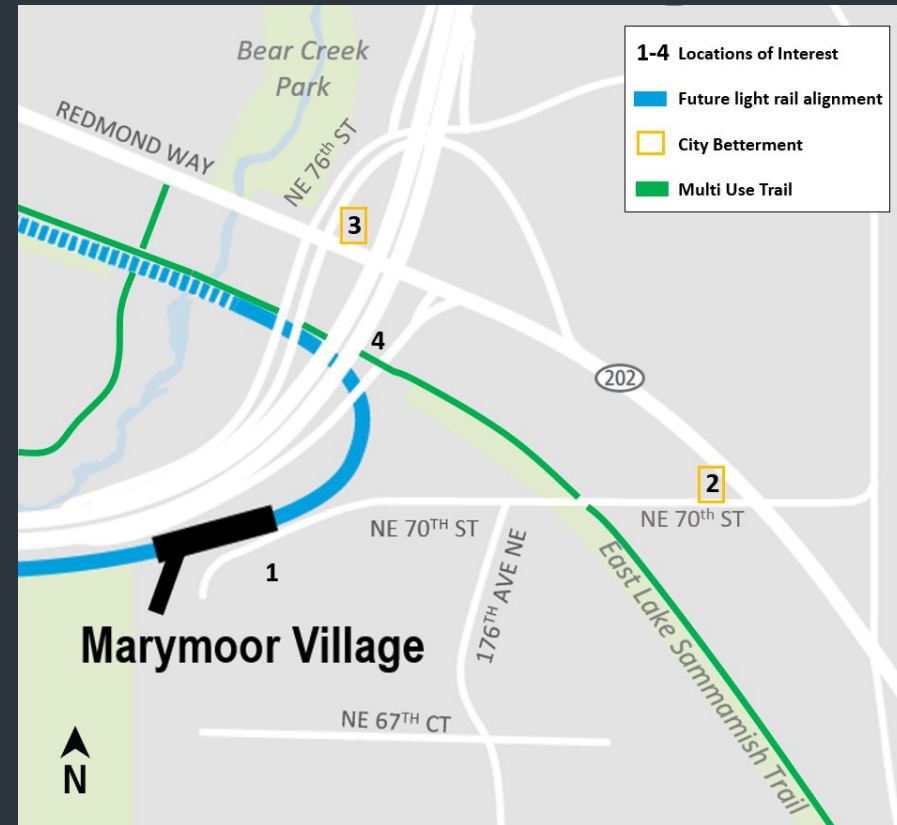 Bear Creek
Park
REDMOND WAY
NE 76th ST
1-4 Locations of Interest
Future light rail alignment
City Betterment
Multi Use Trail
3
4
202
2
NE 70TH ST
NE 70th ST
1
176TH AVE NE
East Lake Sammamish Trail
Marymoor Village
NE 67TH CT
N